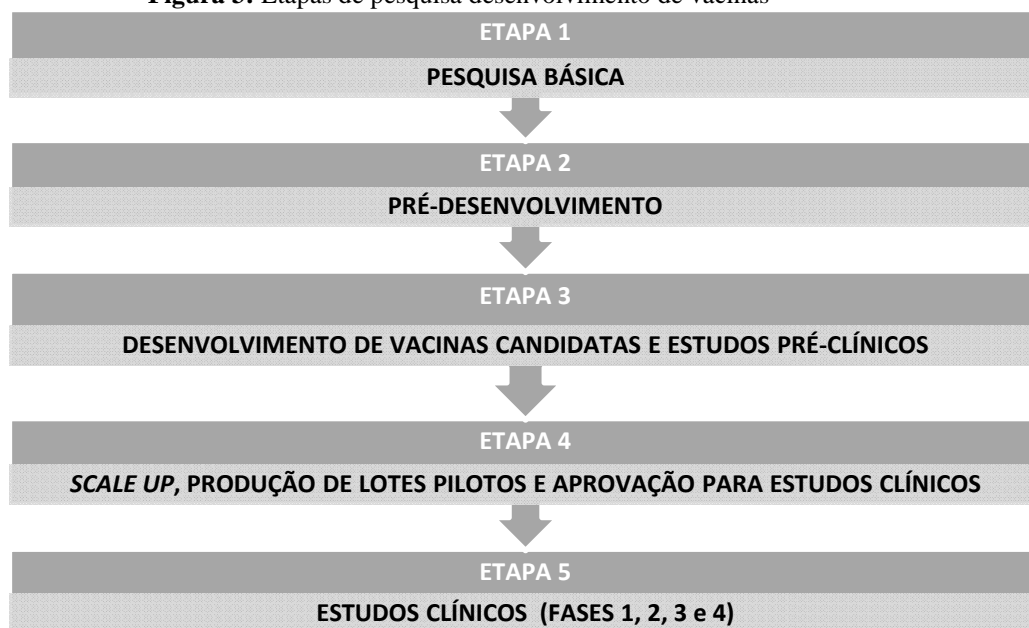 Figura 3: Etapas de pesquisa desenvolvimento de vacinas
ETAPA 1
PESQUISA BÁSICA
ETAPA 2
PRÉ-DESENVOLVIMENTO
ETAPA 3
DESENVOLVIMENTO DE VACINAS CANDIDATAS E ESTUDOS PRÉ-CLÍNICOS
ETAPA 4
SCALE UP, PRODUÇÃO DE LOTES PILOTOS E APROVAÇÃO PARA ESTUDOS CLÍNICOS
ETAPA 5
ESTUDOS CLÍNICOS (FASES 1, 2, 3 e 4)